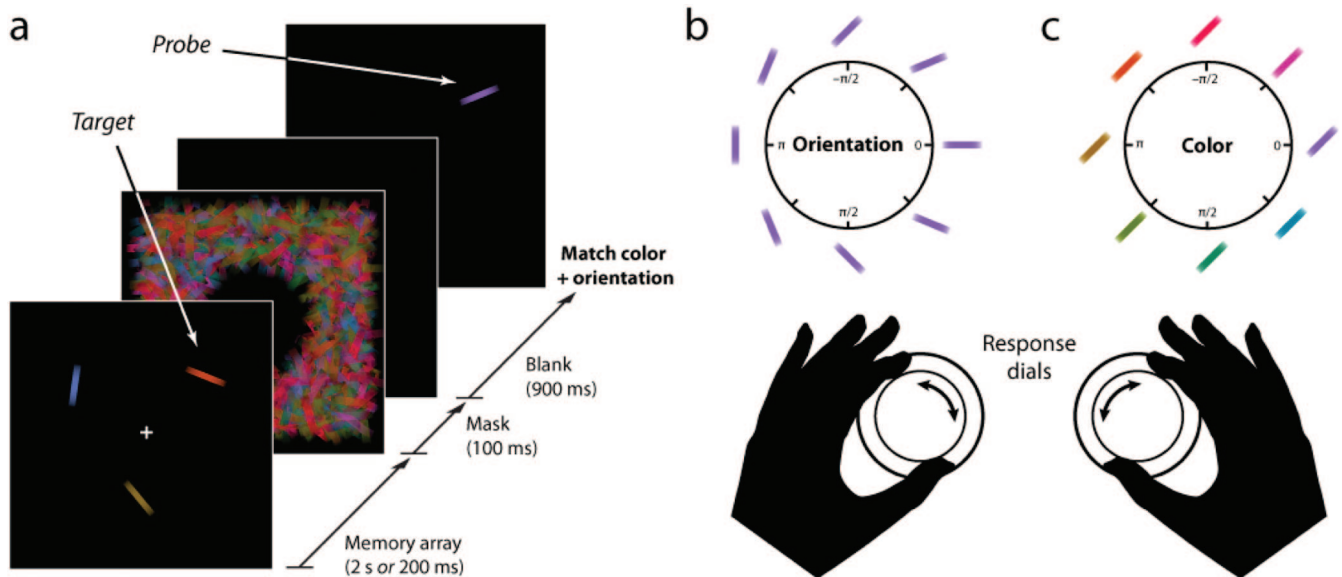 a
Probe
Target
Match color
+ orientation
Blank
(900 ms)
Mask
(100 ms)
Memory array
(2 s or 200 ms)
b
−π/2
π
Orientation
0
π/2
c
−π/2
π
Color
0
π/2
Response
dials